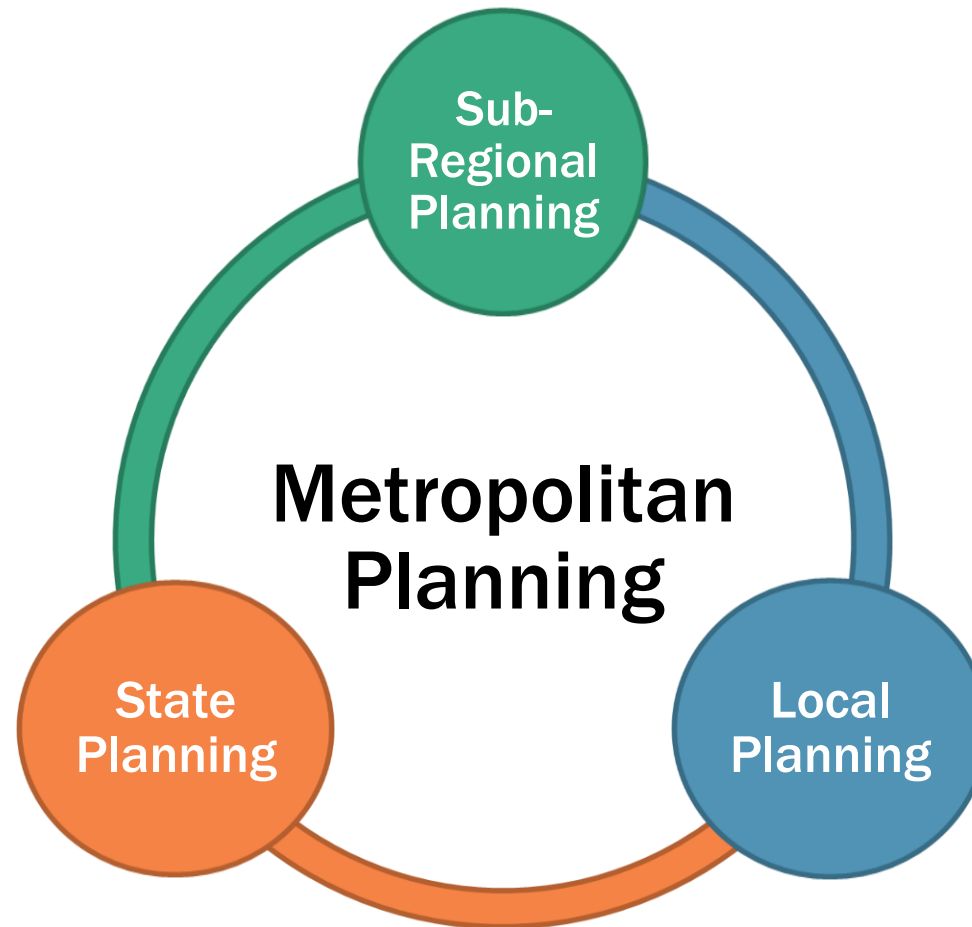 Sub-
Regional
Planning
Metropolitan
Planning
State
Planning
Local
Planning